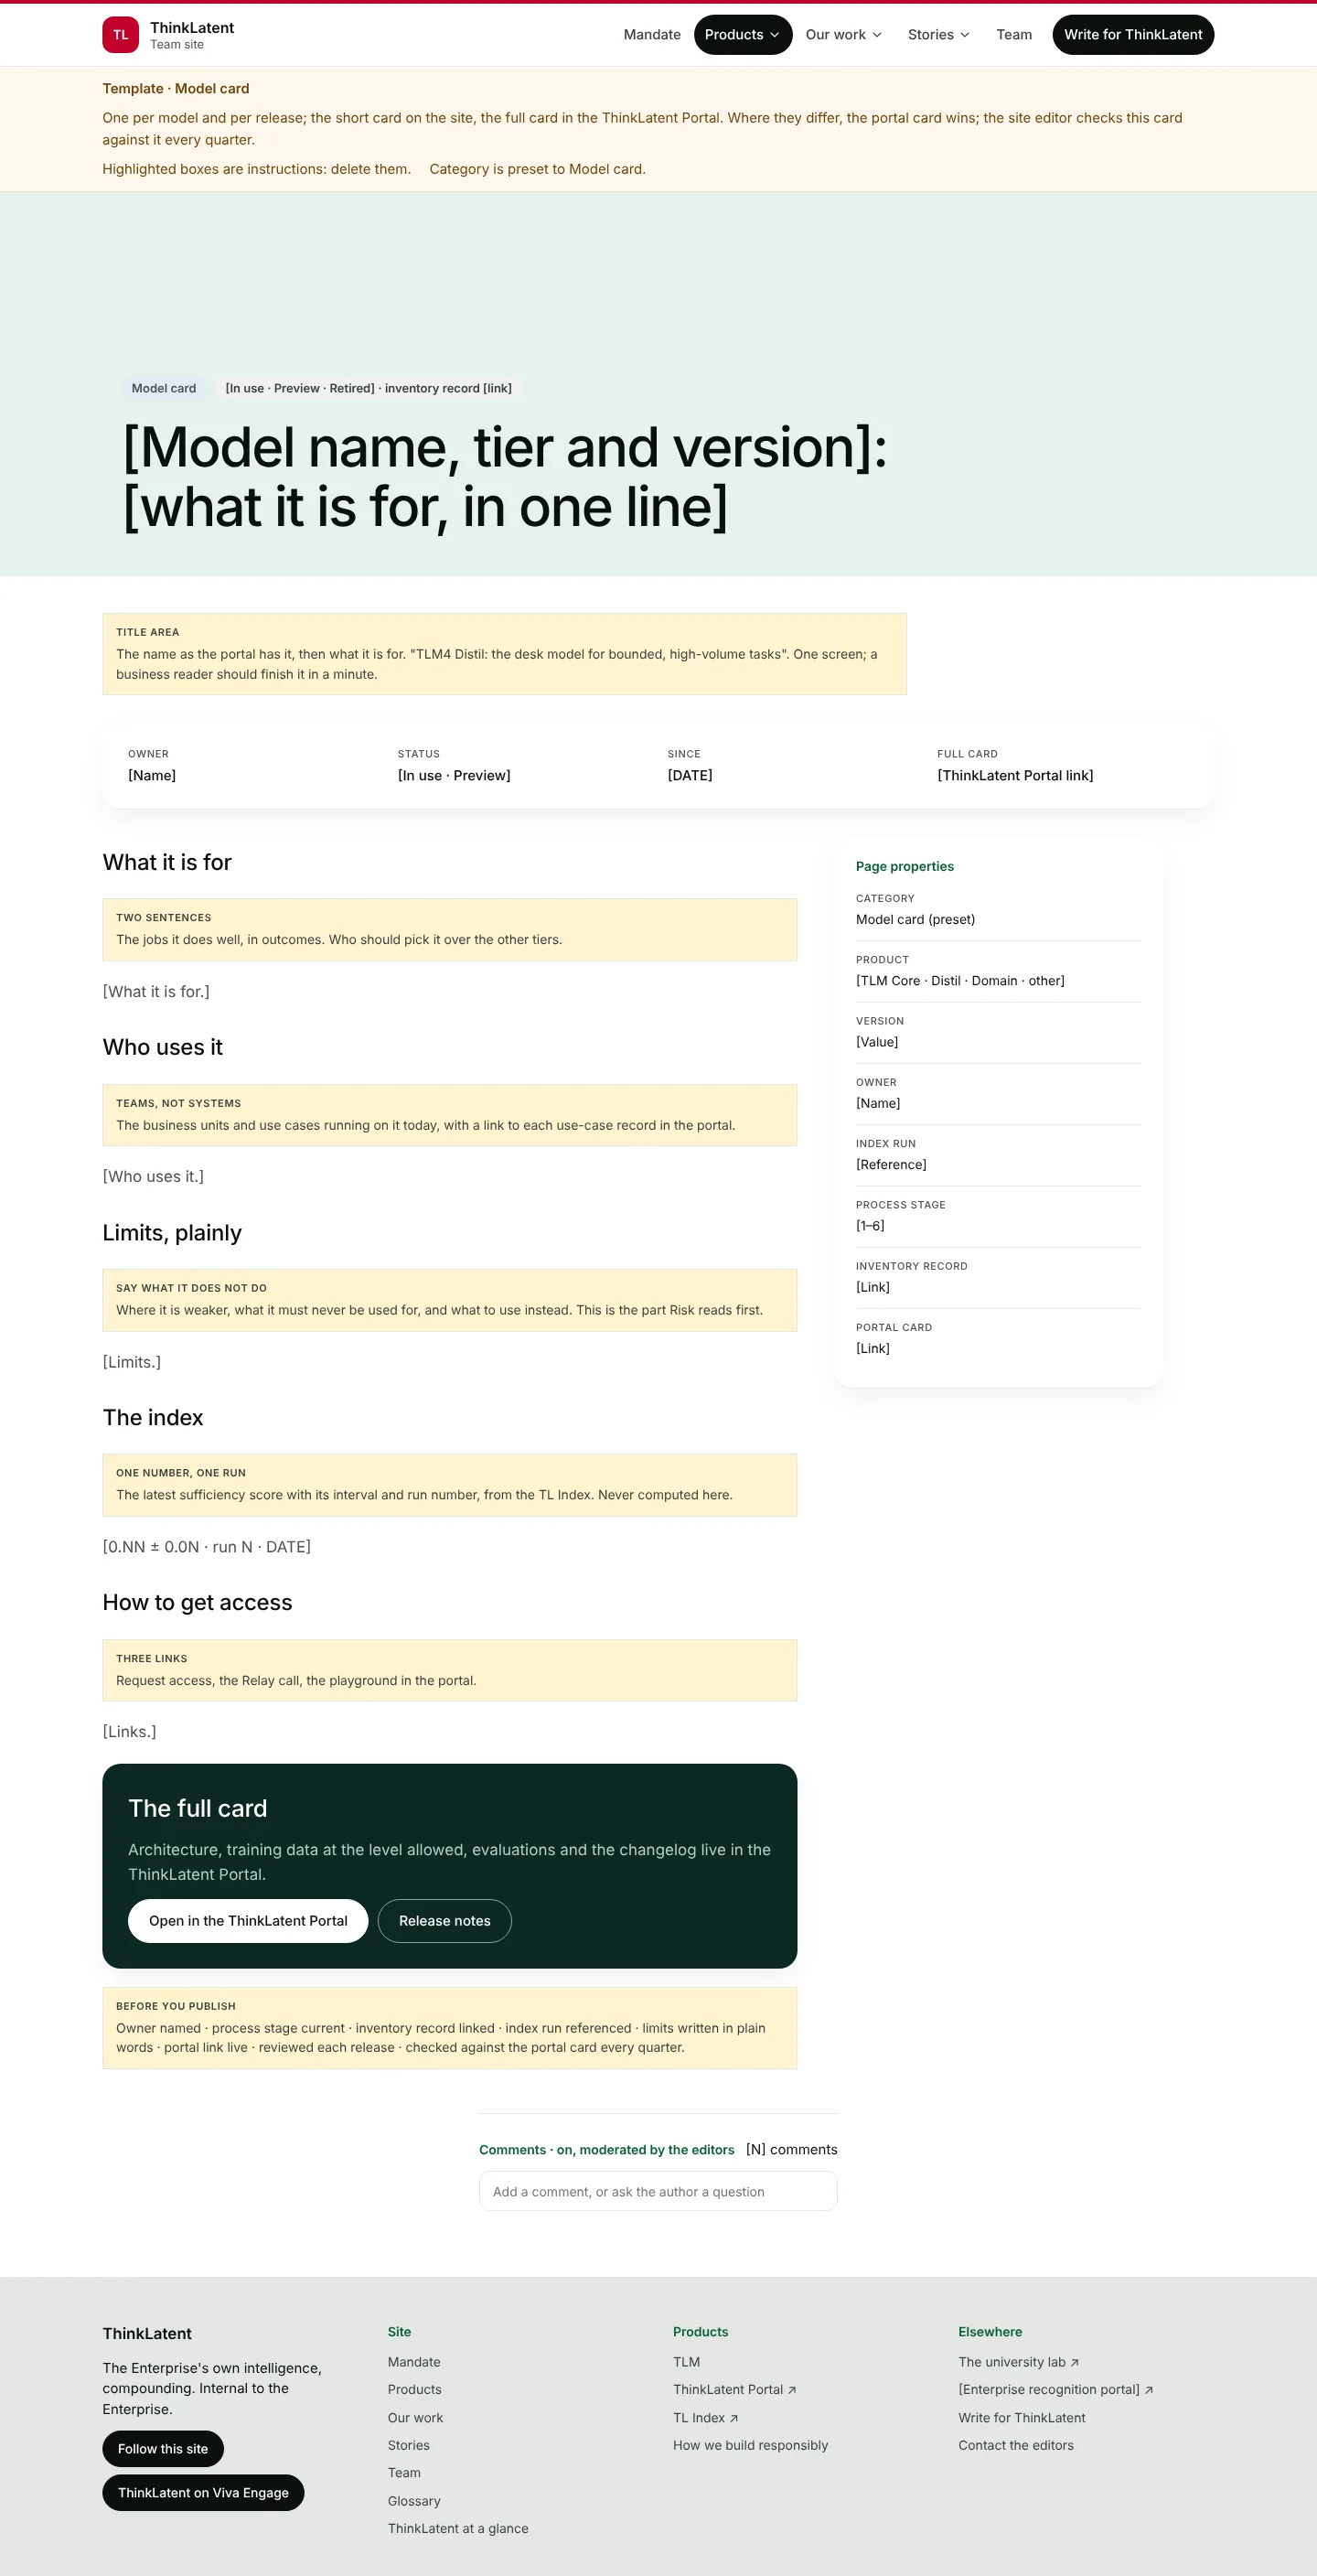 TL
ThinkLatent
Team site
Mandate
Products
Our work
Stories
Team
Write for ThinkLatent
Template · Model card
One per model and per release; the short card on the site, the full card in the ThinkLatent Portal. Where they differ, the portal card wins; the site editor checks this card
against it every quarter.
Highlighted boxes are instructions: delete them. Category is preset to Model card.
Model card
[In use · Preview · Retired] · inventory record [link]
[Model name, tier and version]:
[what it is for, in one line]
TITLE AREA
The name as the portal has it, then what it is for. "TLM4 Distil: the desk model for bounded, high-volume tasks". One screen; a
business reader should finish it in a minute.
OWNER
[Name]
STATUS
[In use · Preview]
SINCE
[DATE]
FULL CARD
[ThinkLatent Portal link]
What it is for
TWO SENTENCES
The jobs it does well, in outcomes. Who should pick it over the other tiers.
[What it is for.]
Who uses it
TEAMS, NOT SYSTEMS
The business units and use cases running on it today, with a link to each use-case record in the portal.
[Who uses it.]
Limits, plainly
SAY WHAT IT DOES NOT DO
Where it is weaker, what it must never be used for, and what to use instead. This is the part Risk reads first.
[Limits.]
The index
ONE NUMBER, ONE RUN
The latest sufficiency score with its interval and run number, from the TL Index. Never computed here.
[0.NN ± 0.0N · run N · DATE]
How to get access
THREE LINKS
Request access, the Relay call, the playground in the portal.
[Links.]
The full card
Architecture, training data at the level allowed, evaluations and the changelog live in the
ThinkLatent Portal.
Open in the ThinkLatent Portal
Release notes
BEFORE YOU PUBLISH
Owner named · process stage current · inventory record linked · index run referenced · limits written in plain
words · portal link live · reviewed each release · checked against the portal card every quarter.
Page properties
CATEGORY
Model card (preset)
PRODUCT
[TLM Core · Distil · Domain · other]
VERSION
[Value]
OWNER
[Name]
INDEX RUN
[Reference]
PROCESS STAGE
[1–6]
INVENTORY RECORD
[Link]
PORTAL CARD
[Link]
Comments · on, moderated by the editors
[N] comments
Add a comment, or ask the author a question
ThinkLatent
The Enterprise's own intelligence,
compounding. Internal to the
Enterprise.
Follow this site
ThinkLatent on Viva Engage
Site
Mandate
Products
Our work
Stories
Team
Glossary
ThinkLatent at a glance
Products
TLM
ThinkLatent Portal ↗
TL Index ↗
How we build responsibly
Elsewhere
The university lab ↗
[Enterprise recognition portal] ↗
Write for ThinkLatent
Contact the editors